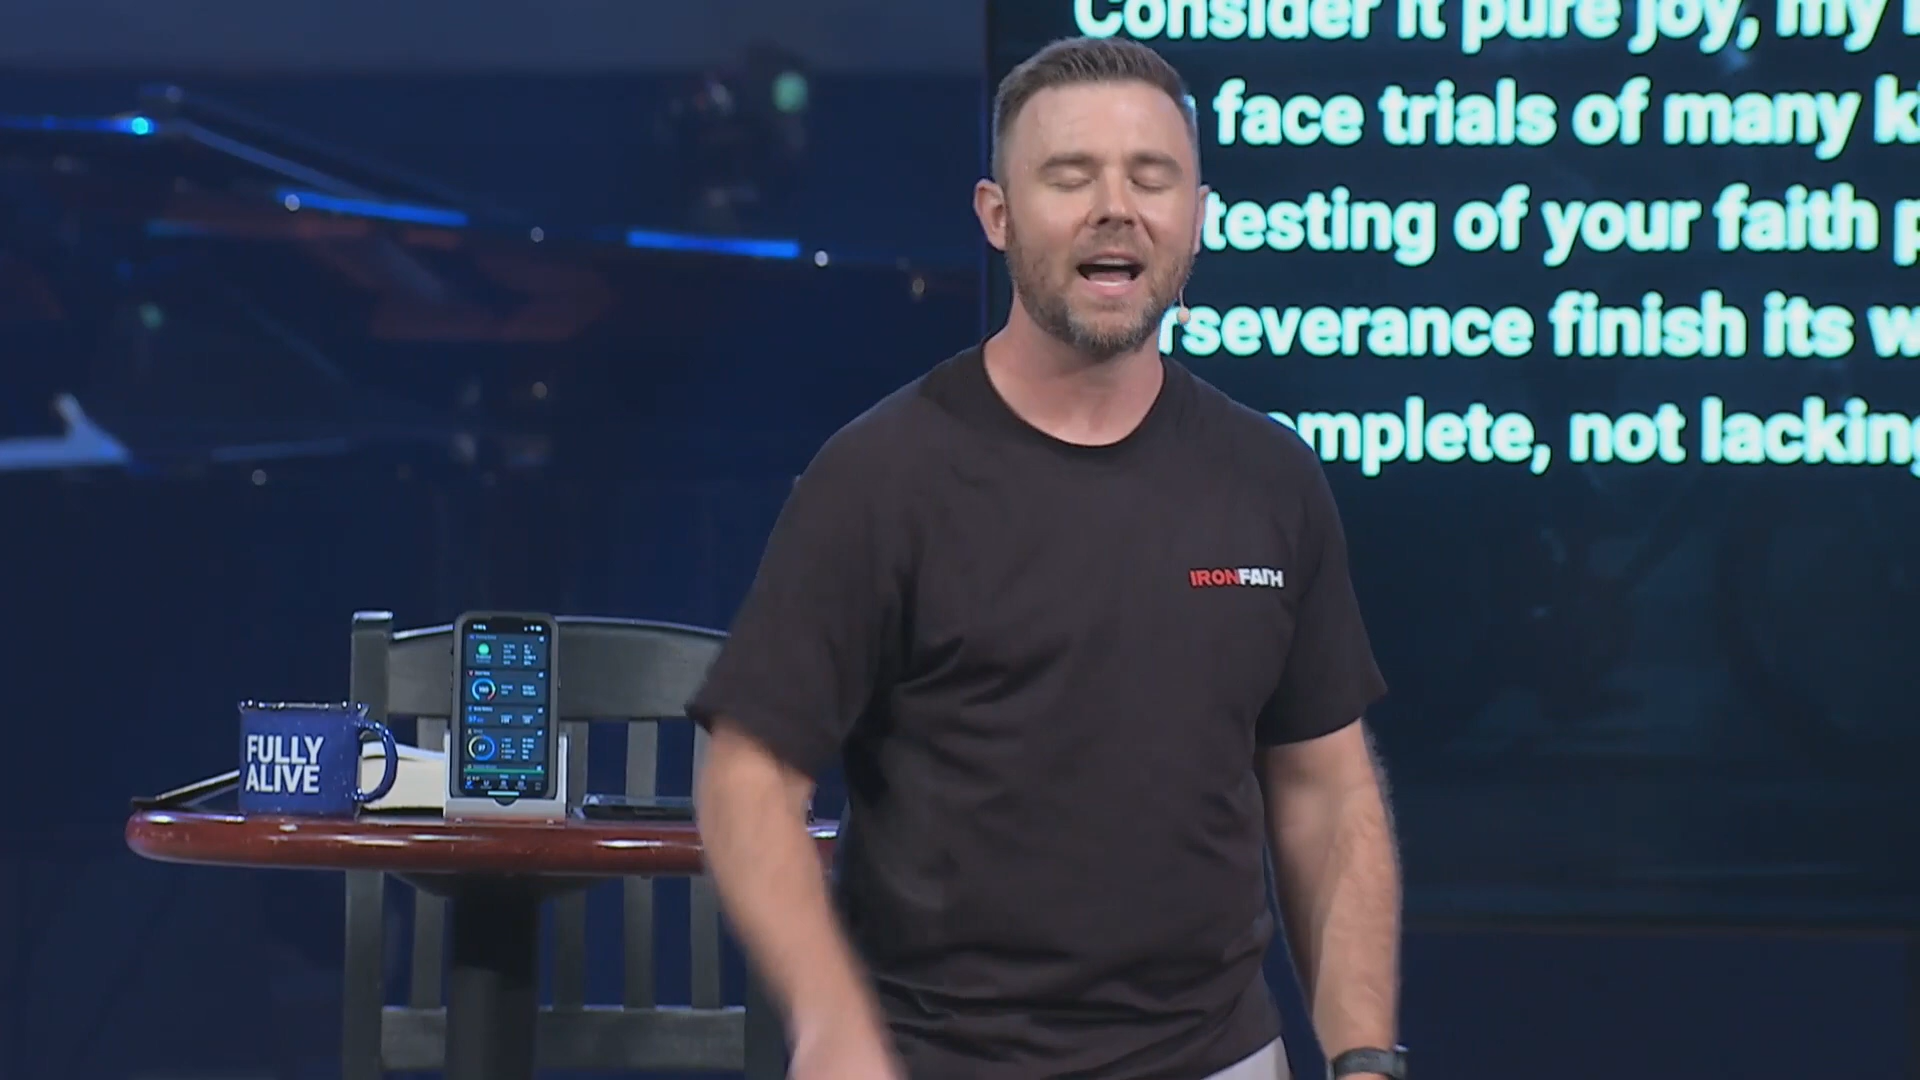 Consider it pure joy, my
face trials of many
testing of your faith
rseverance finish its
omplete, not lacking
IRONFAITH
FULLY
ALIVE